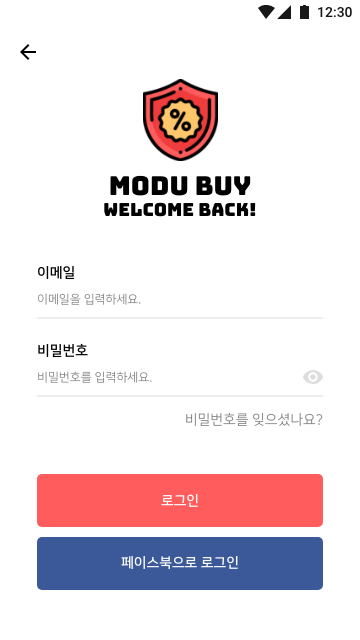 12:30
%
MODU BUY
WELCOME BACK!
이메일
이메일을 입력하세요.
비밀번호
비밀번호를 입력하세요.
비밀번호를 잊으셨나요?
로그인
페이스북으로 로그인